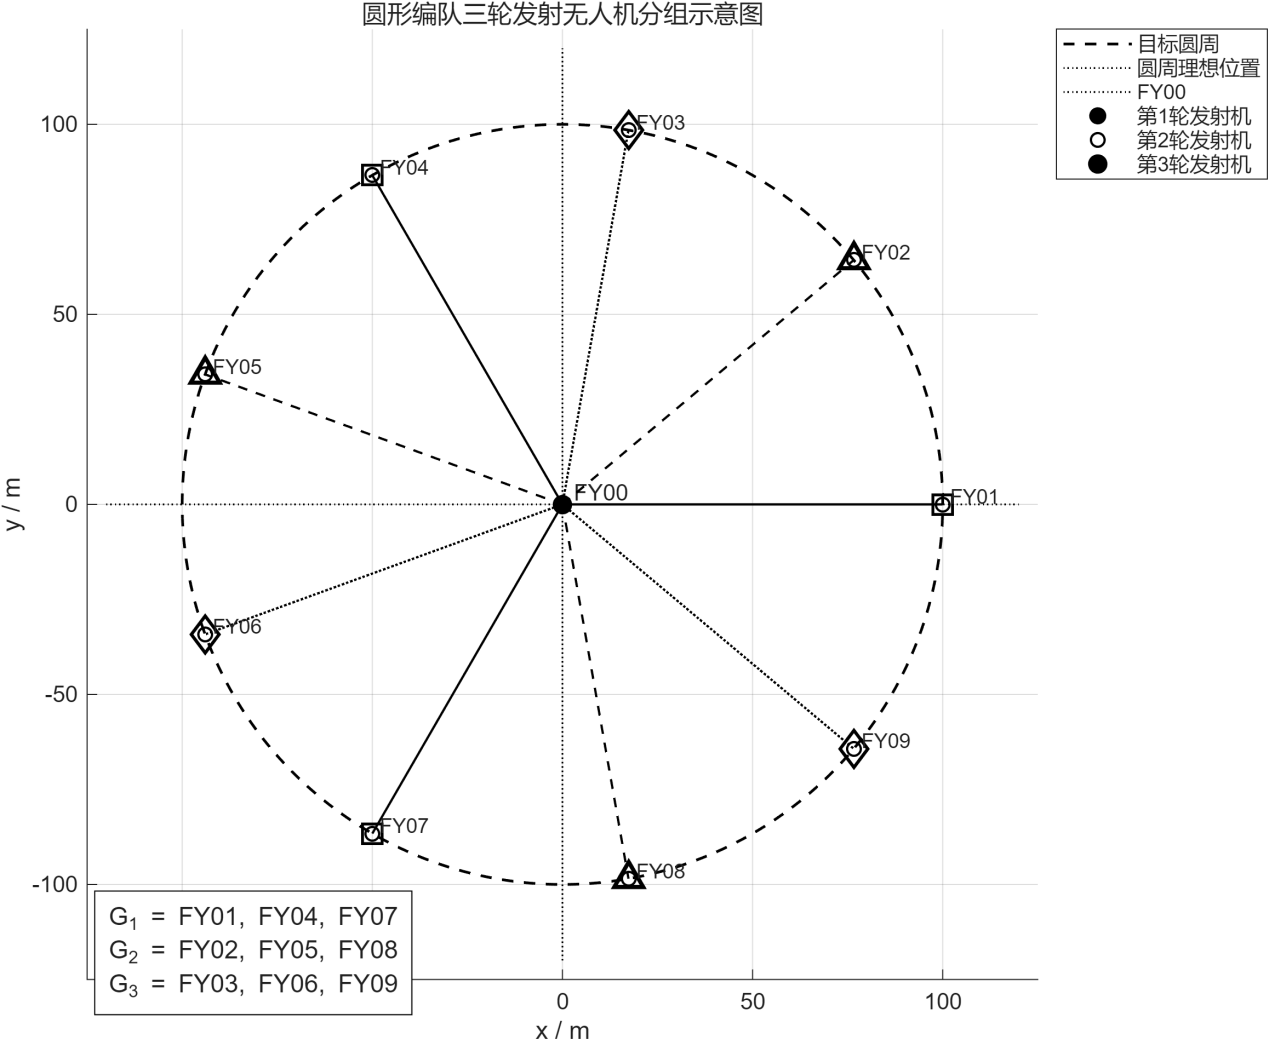 圆形编队三轮发射无人机分组示意图
目标圆周
圆周理想位置
FY00
第1轮发射机
第2轮发射机
第3轮发射机
100
50
0
-50
-100
y / m
FY03
FY04
FY02
FY05
FY00
FY01
FY06
FY09
FY07
FY08
G₁ = FY01, FY04, FY07
G₂ = FY02, FY05, FY08
G₃ = FY03, FY06, FY09
0
50
100
x / m